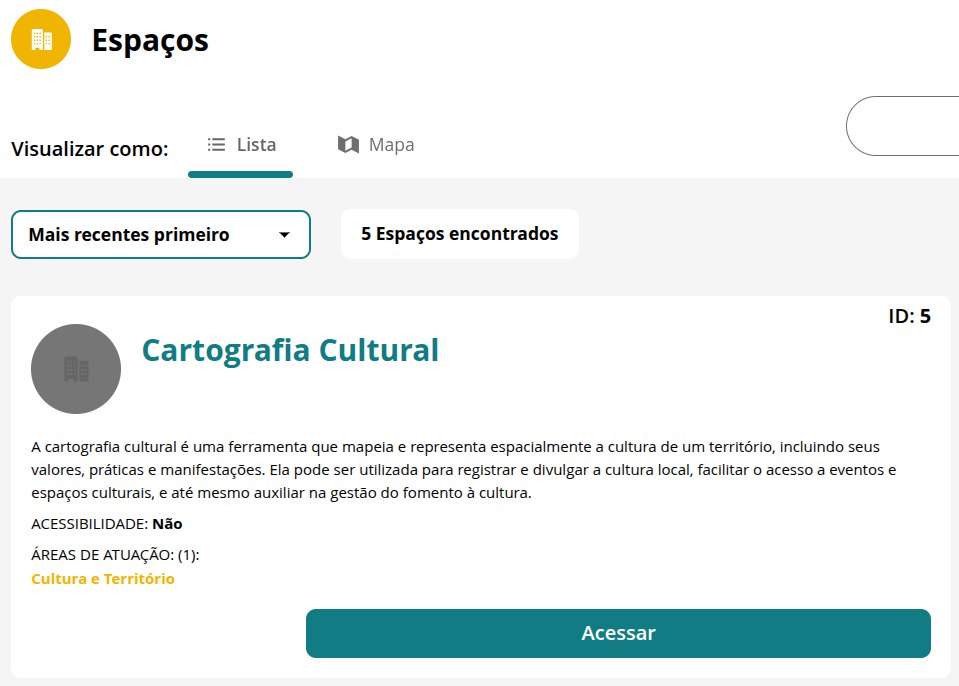 Espaços
Visualizar como:
Lista
Mapa
Mais recentes primeiro
5 Espaços encontrados
ID: 5
Cartografia Cultural
A cartografia cultural é uma ferramenta que mapeia e representa espacialmente a cultura de um território, incluindo seus
valores, práticas e manifestações. Ela pode ser utilizada para registrar e divulgar a cultura local, facilitar o acesso a eventos e
espaços culturais, e até mesmo auxiliar na gestão do fomento à cultura.
ACESSIBILIDADE: Não
ÁREAS DE ATUAÇÃO: (1):
Cultura e Território
Acessar